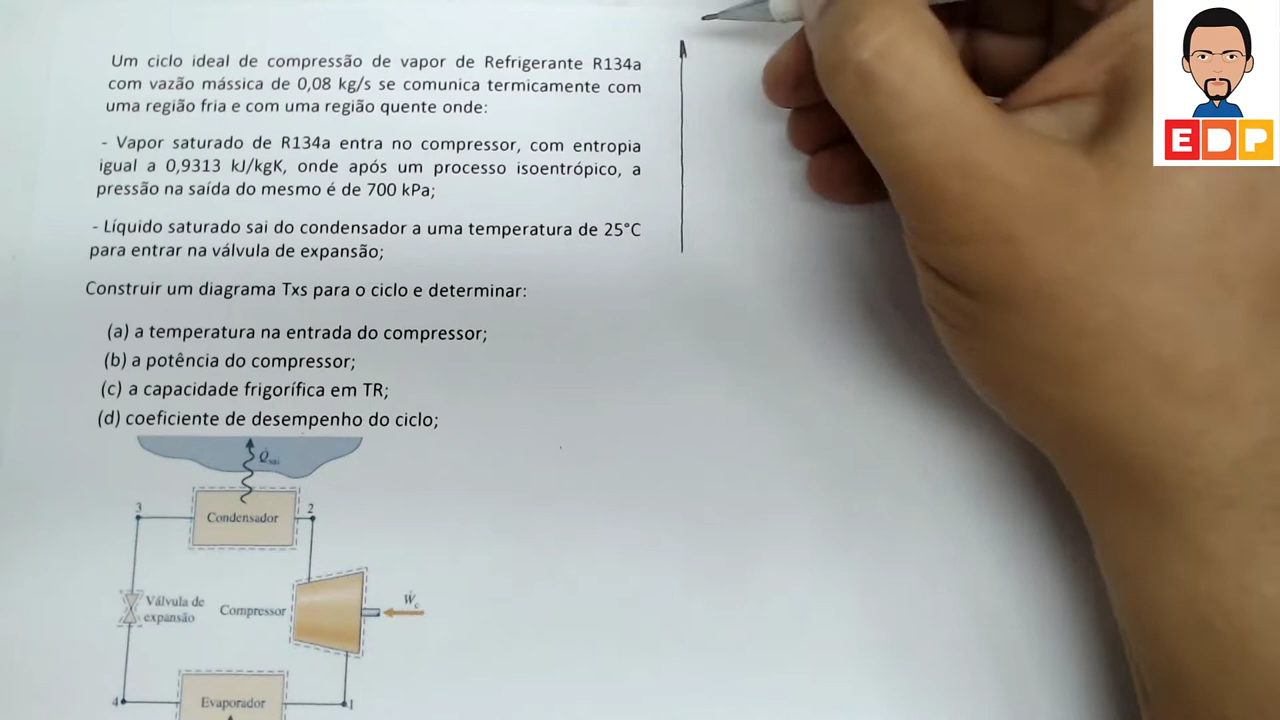 Um ciclo ideal de compressão de vapor de Refrigerante R134a
com vazão mássica de 0,08 kg/s se comunica termicamente com
uma região fria e com uma região quente onde:
- Vapor saturado de R134a entra no compressor, com entropia
igual a 0,9313 kJ/kgK, onde após um processo isoentrópico, a
pressão na saída do mesmo é de 700 kPa;
- Líquido saturado sai do condensador a uma temperatura de 25°C
para entrar na válvula de expansão;
Construir um diagrama Txs para o ciclo e determinar:
(a) a temperatura na entrada do compressor;
(b) a potência do compressor;
(c) a capacidade frigorífica em TR;
(d) coeficiente de desempenho do ciclo;
Q̇sai
3
Condensador
2
Válvula de
expansão
Compressor
Ẇc
4
Evaporador
1
EDP